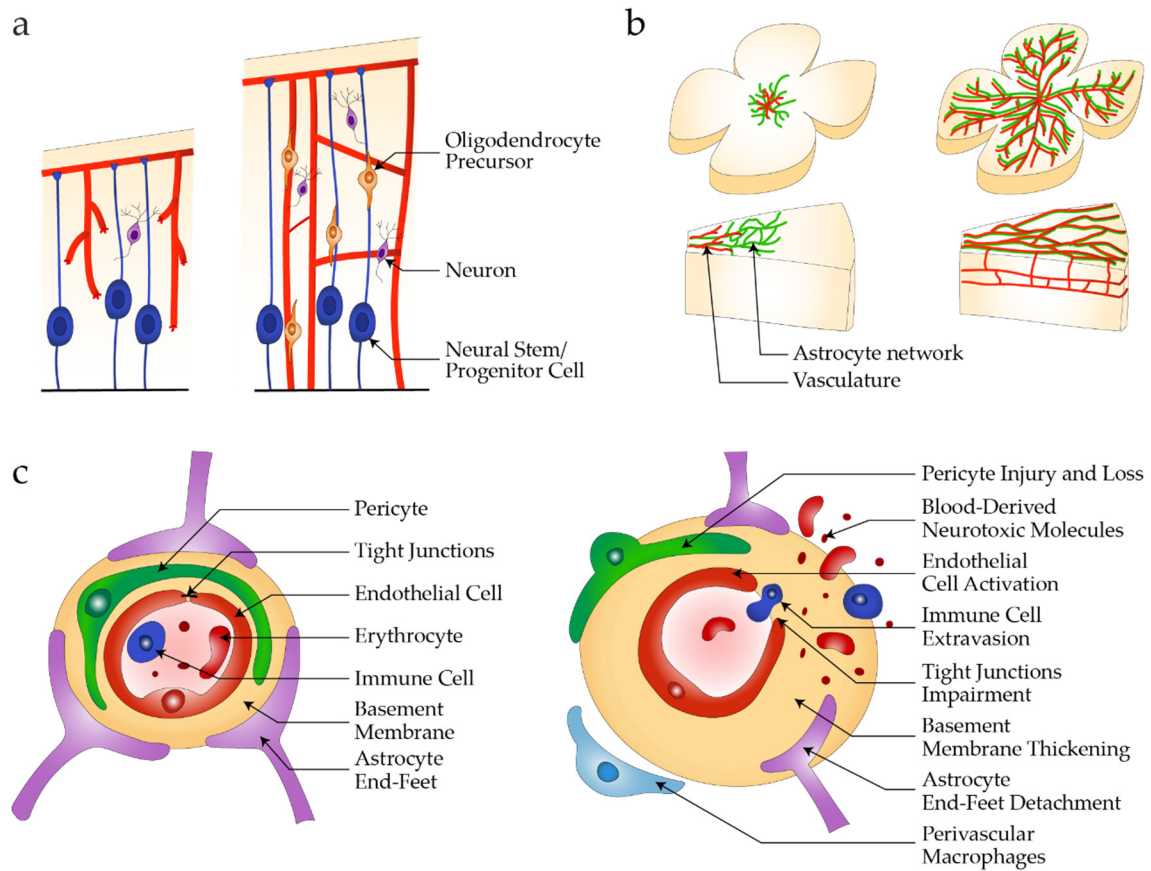 a
Oligodendrocyte
Precursor
Neuron
Neural Stem/
Progenitor Cell
b
Astrocyte network
Vasculature
c
Pericyte
Tight Junctions
Endothelial Cell
Erythrocyte
Immune Cell
Basement
Membrane
Astrocyte
End-Feet
Pericyte Injury and Loss
Blood-Derived
Neurotoxic Molecules
Endothelial
Cell Activation
Immune Cell
Extravasion
Tight Junctions
Impairment
Basement
Membrane Thickening
Astrocyte
End-Feet Detachment
Perivascular
Macrophages